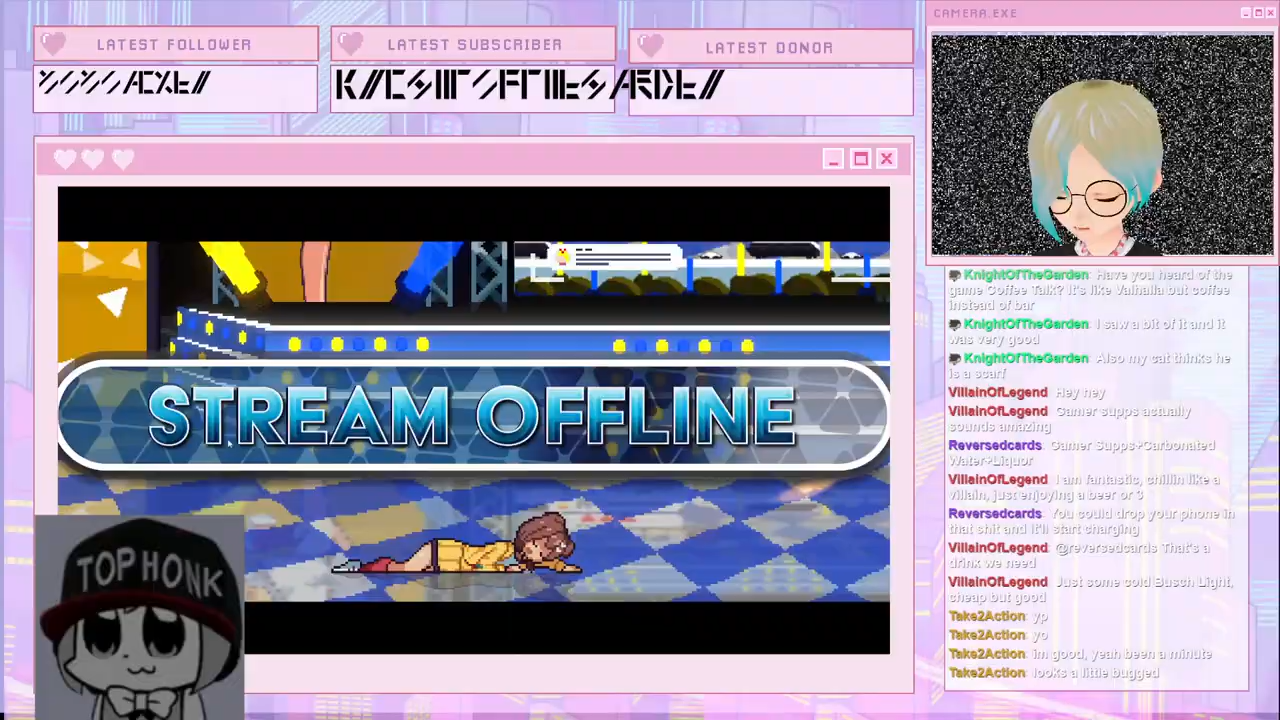 CAMERA.EXE
LATEST FOLLOWER
LATEST SUBSCRIBER
LATEST DONOR
STREAM OFFLINE
TOP HONK
KnightOfTheGarden: Have you heard of the
game Coffee Talk? It's like Valhalla but coffee
instead of bar
KnightOfTheGarden: I saw a bit of it and it
was very good
KnightOfTheGarden: Also my cat thinks he
is a scarf
VillainOfLegend: Hey hey
VillainOfLegend: Gamer supps actually
sounds amazing
Reversedcards: Gamer Supps+Carbonated
Water+Liquor
VillainOfLegend: I am fantastic, chillin like a
villain, just enjoying a beer or 3
Reversedcards: You could drop your phone in
that shit and it'll start charging
VillainOfLegend: @reversedcards That's a
drink we need
VillainOfLegend: Just some cold Busch Light,
cheap but good
Take2Action: yp
Take2Action: yo
Take2Action: im good, yeah been a minute
Take2Action: looks a little bugged